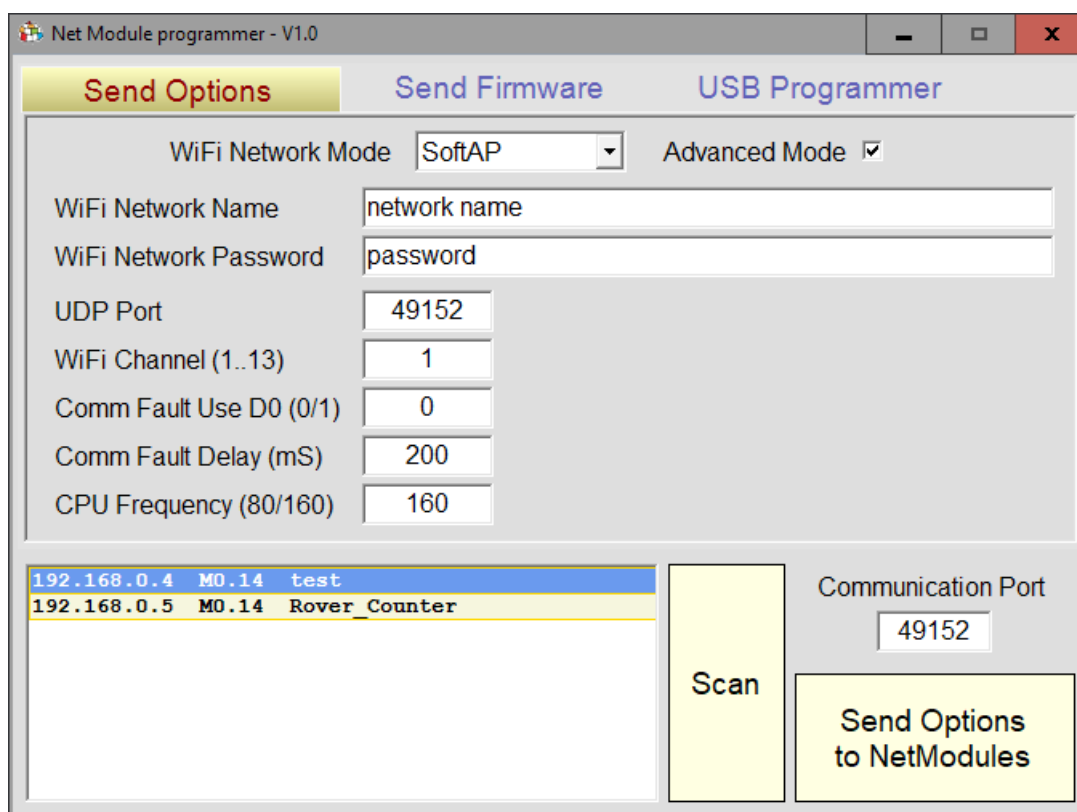 Net Module programmer - V1.0
Send Options Send Firmware USB Programmer
WiFi Network Mode SoftAP Advanced Mode
WiFi Network Name network name
WiFi Network Password password
UDP Port 49152
WiFi Channel (1..13) 1
Comm Fault Use D0 (0/1) 0
Comm Fault Delay (mS) 200
CPU Frequency (80/160) 160
192.168.0.4 M0.14 test
192.168.0.5 M0.14 Rover_Counter
Scan
Communication Port
49152
Send Options
to NetModules